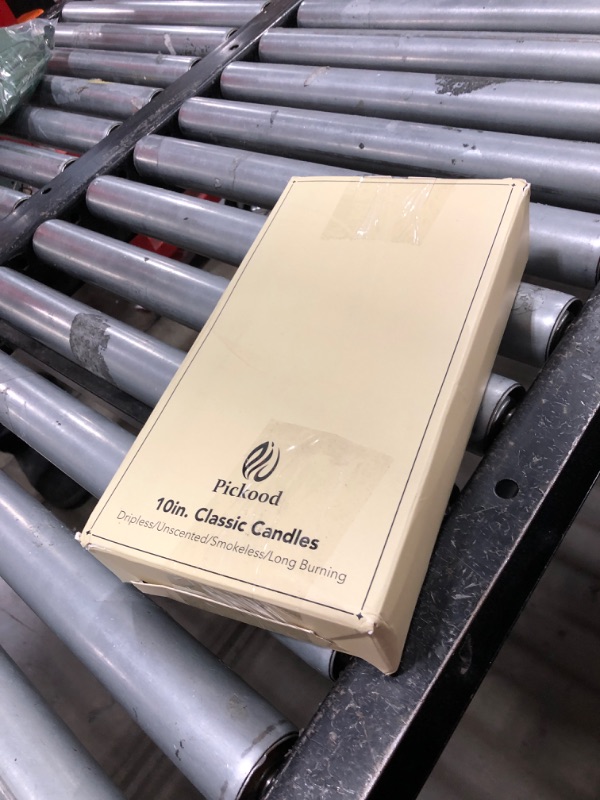 Pickood
10in. Classic Candles
Dripless/Unscented/Smokeless/Long Burning